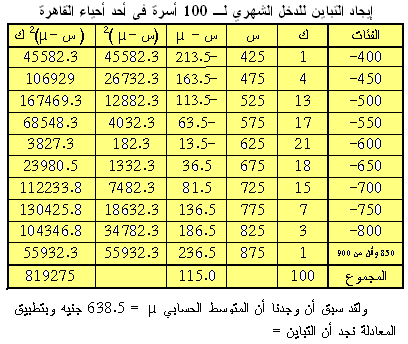 إيجاد التباين للدخل الشهري لـــ 100 أسرة فى أحد أحياء القاهرة
الفئات ك س س – µ (س – µ)2 (س – µ)2 ك
400– 1 425 213.5– 45582.3 45582.3
450– 4 475 163.5– 26732.3 106929
500– 13 525 113.5– 12882.3 167469.3
550– 17 575 63.5– 4032.3 68548.3
600– 21 625 13.5– 182.3 3827.3
650– 18 675 36.5 1332.3 23980.5
700– 15 725 81.5 7482.3 112233.8
750– 7 775 136.5 18632.3 130425.8
800– 3 825 186.5 34782.3 104346.8
850 وأقل من 900 1 875 236.5 55932.3 55932.3
المجموع 100 115.0 819275
ولقد سبق أن وجدنا أن المتوسط الحسابي µ = 638.5 جنيه وبتطبيق
المعادلة نجد أن التباين =